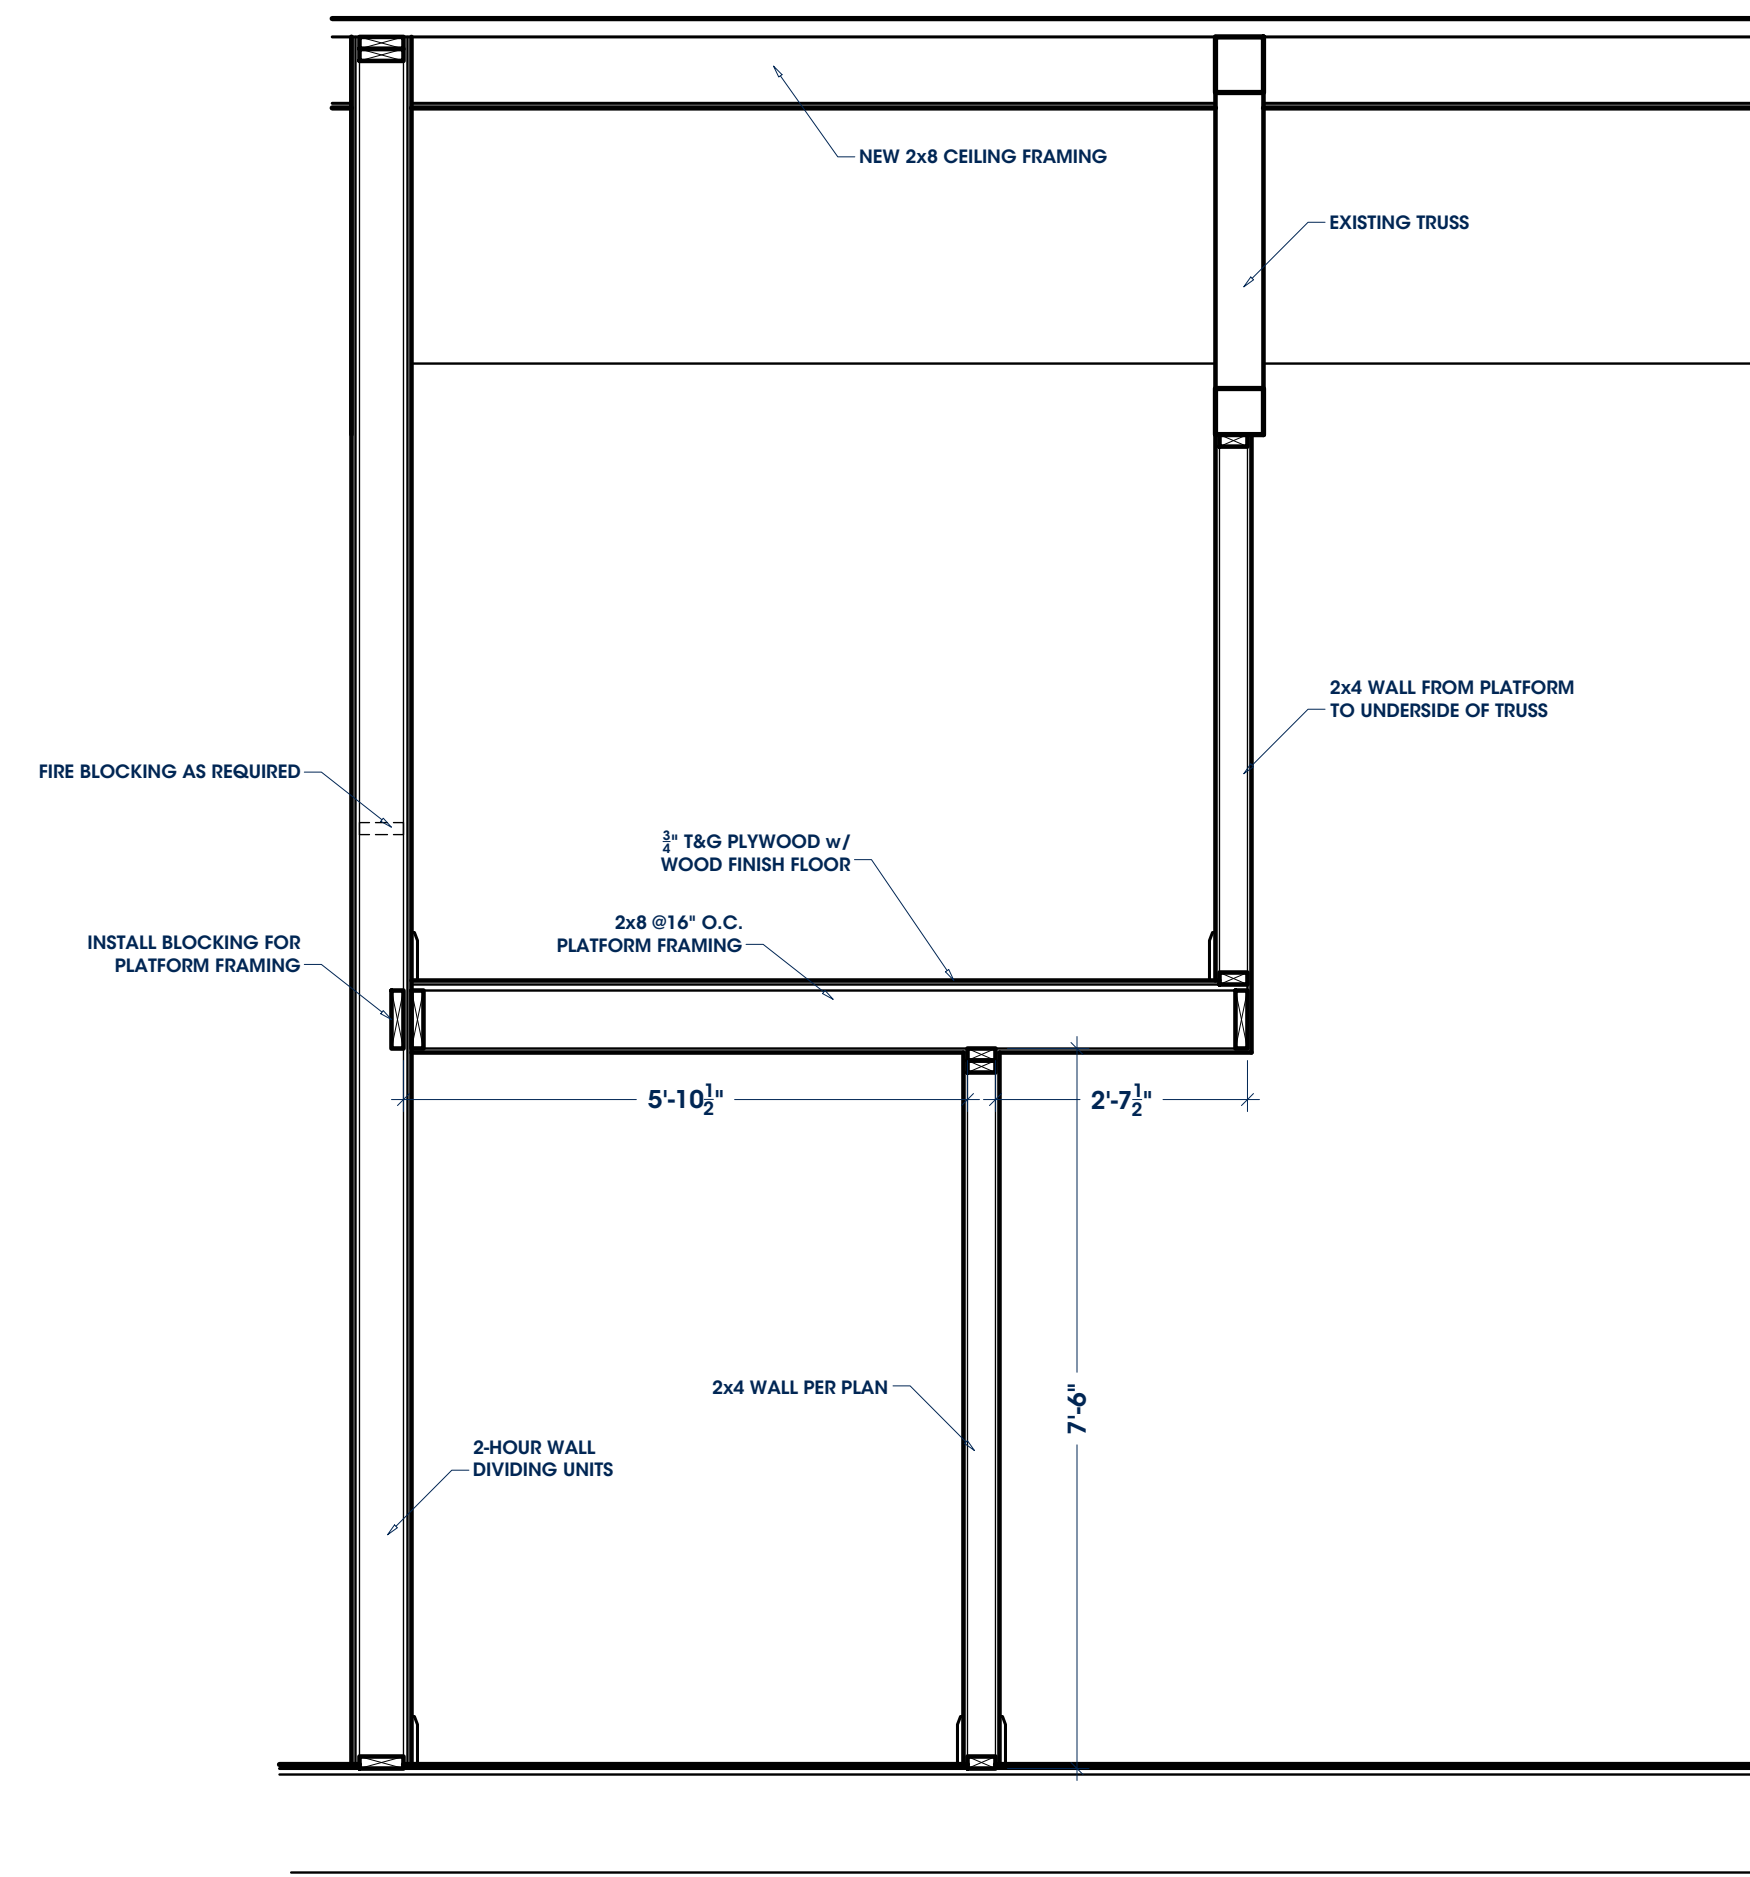 NEW 2x8 CEILING FRAMING
EXISTING TRUSS
2x4 WALL FROM PLATFORM
TO UNDERSIDE OF TRUSS
FIRE BLOCKING AS REQUIRED
3/4" T&G PLYWOOD w/
WOOD FINISH FLOOR
2x8 @16" O.C.
PLATFORM FRAMING
INSTALL BLOCKING FOR
PLATFORM FRAMING
5'-10 1/2"
2'-7 1/2"
2x4 WALL PER PLAN
7'-6"
2-HOUR WALL
DIVIDING UNITS